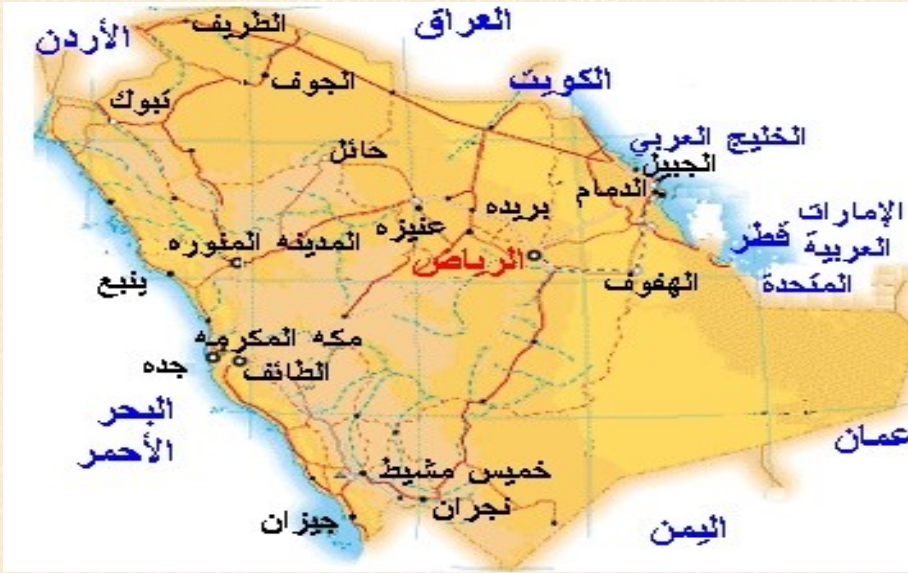 العراق
الطريف
الأردن
الجوف
الكويت
تبوك
الخليج العربي
حائل
الجبيل
الدمام
بريده
عنيزه
الإمارات
العربية
المتحدة
قطر
المدينه المنوره
الرياض
الهفوف
ينبع
مكه المكرمه
الطائف
جده
البحر
الأحمر
عمان
خميس مشيط
نجران
جيزان
اليمن